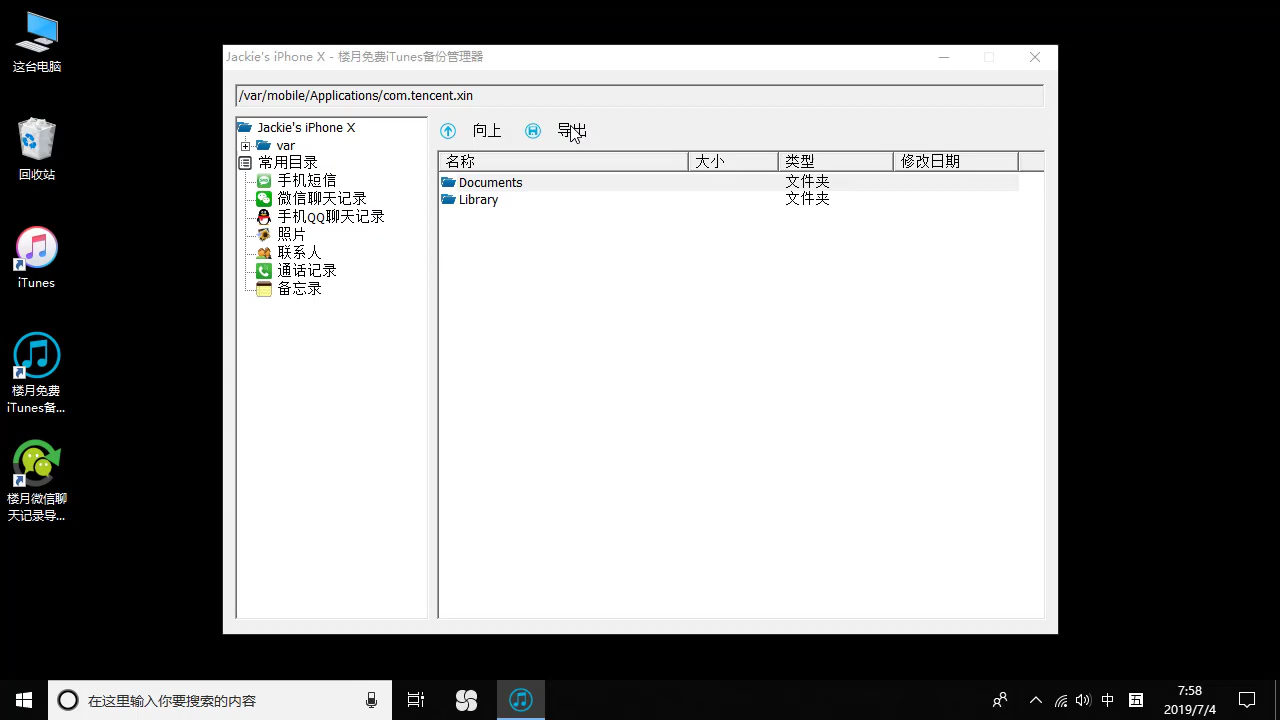 这台电脑
回收站
iTunes
楼月免费
iTunes备...
楼月微信聊
天记录导...
Jackie's iPhone X - 楼月免费iTunes备份管理器
/var/mobile/Applications/com.tencent.xin
Jackie's iPhone X
var
常用目录
手机短信
微信聊天记录
手机QQ聊天记录
照片
联系人
通话记录
备忘录
向上 导出
名称 大小 类型 修改日期
Documents 文件夹
Library 文件夹
在这里输入你要搜索的内容
中
五
7:58
2019/7/4